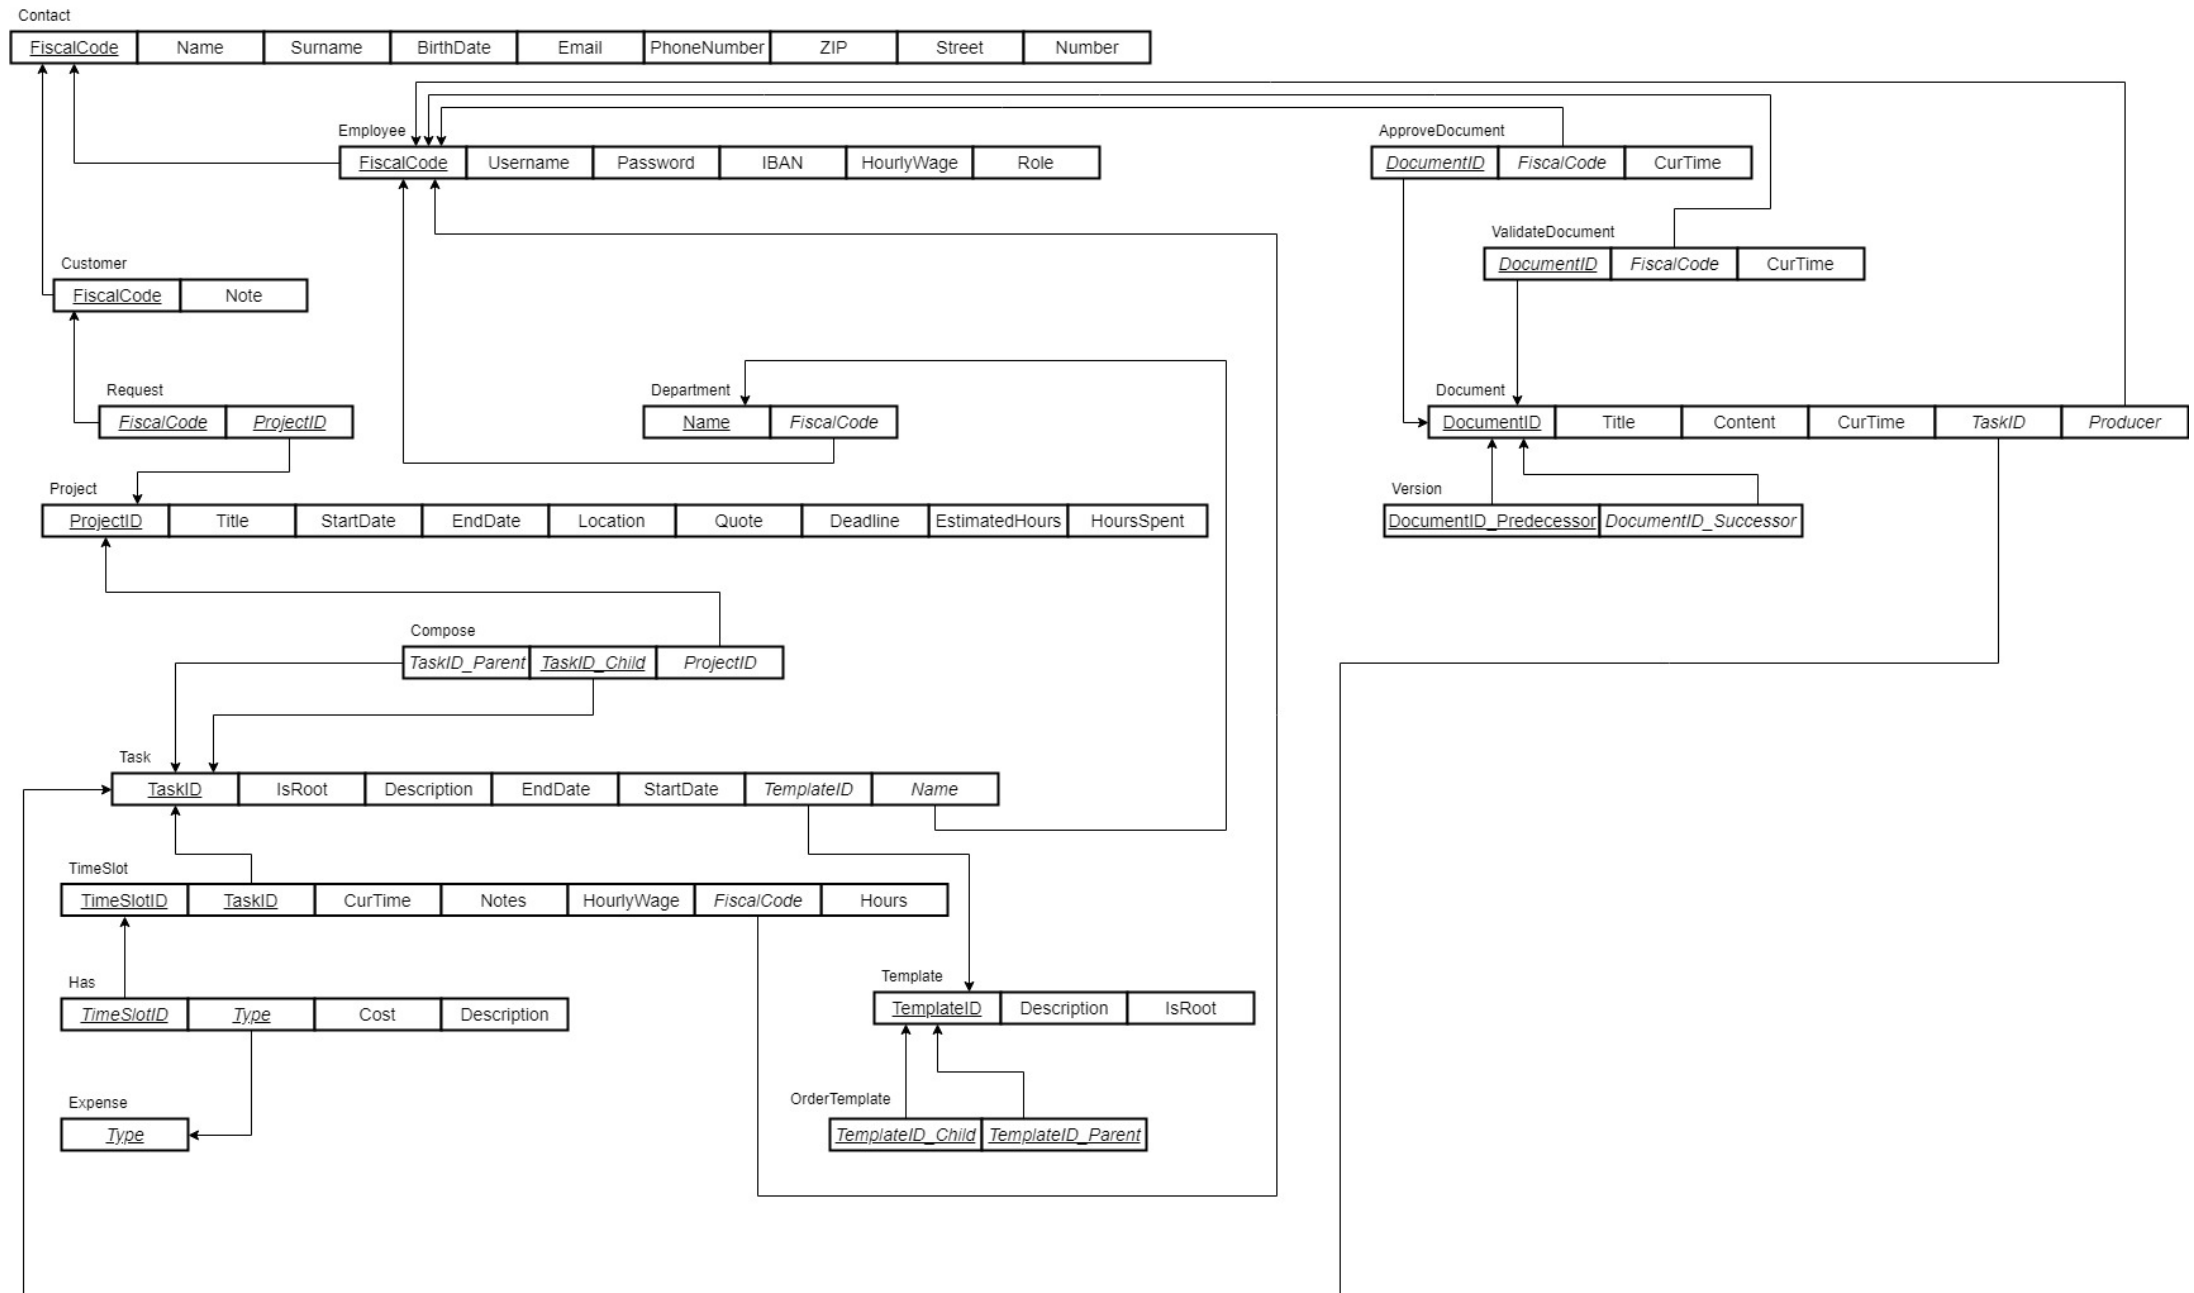 Contact
FiscalCode Name Surname BirthDate Email PhoneNumber ZIP Street Number
Employee
FiscalCode Username Password IBAN HourlyWage Role
ApproveDocument
DocumentID FiscalCode CurTime
ValidateDocument
DocumentID FiscalCode CurTime
Customer
FiscalCode Note
Request
FiscalCode ProjectID
Department
Name FiscalCode
Document
DocumentID Title Content CurTime TaskID Producer
Project
ProjectID Title StartDate EndDate Location Quote Deadline EstimatedHours HoursSpent
Version
DocumentID_Predecessor DocumentID_Successor
Compose
TaskID_Parent TaskID_Child ProjectID
Task
TaskID IsRoot Description EndDate StartDate TemplateID Name
TimeSlot
TimeSlotID TaskID CurTime Notes HourlyWage FiscalCode Hours
Has
TimeSlotID Type Cost Description
Template
TemplateID Description IsRoot
Expense
Type
OrderTemplate
TemplateID_Child TemplateID_Parent